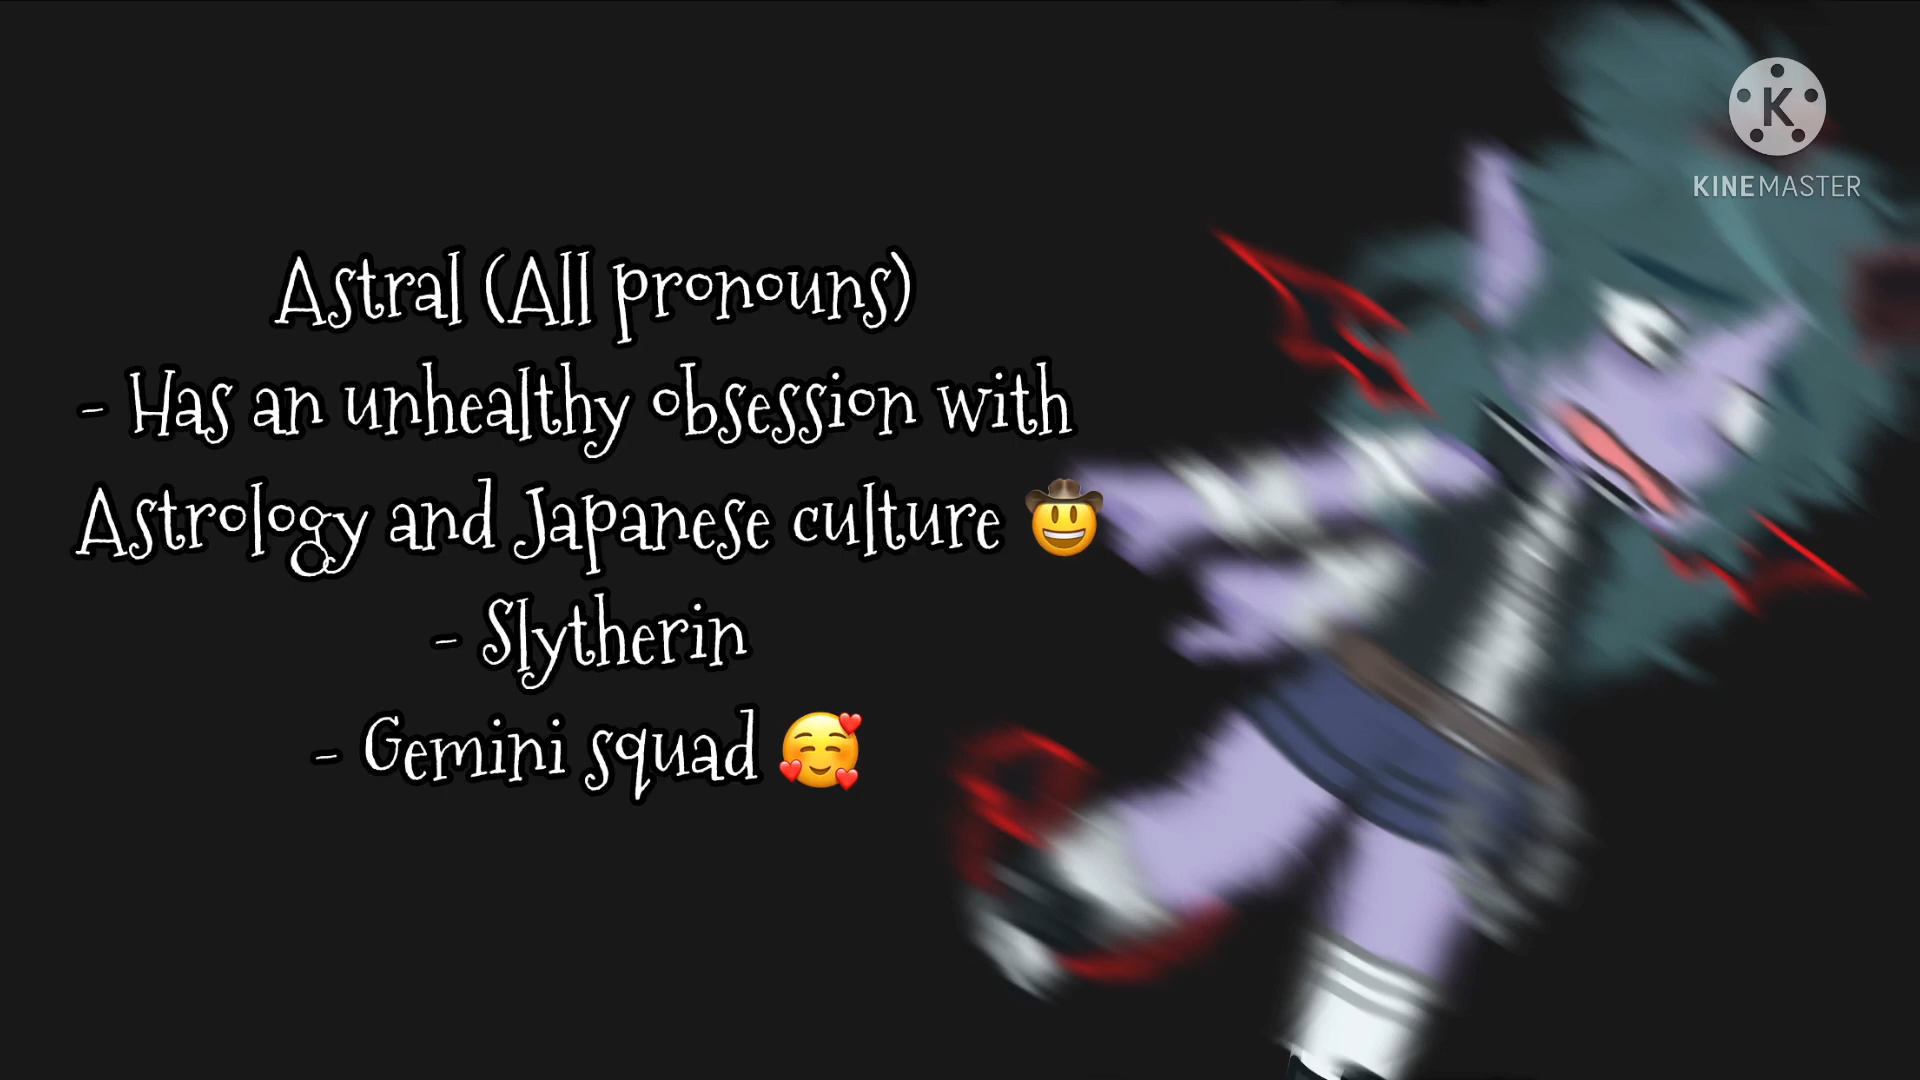 Astral (All pronouns)
- Has an unhealthy obsession with
Astrology and Japanese culture 🤠
- Slytherin
- Gemini squad 🥰
K
KINEMASTER